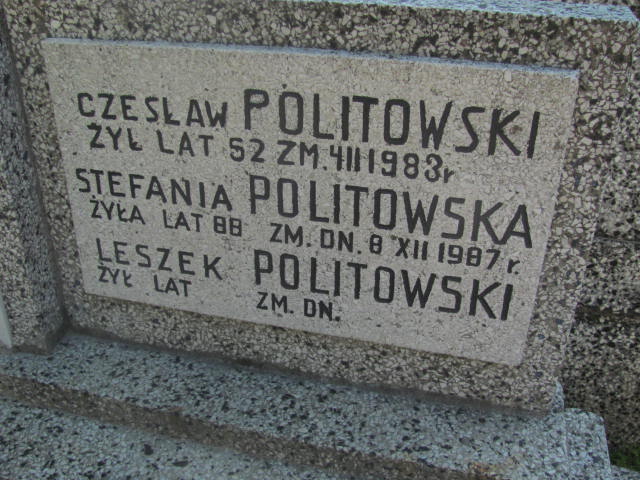 CZESŁAW POLITOWSKI
ŻYŁ LAT 52 ZM. 4 II 1983r
STEFANIA POLITOWSKA
ŻYŁA LAT 88 ZM. DN. 8 XII 1987 r.
LESZEK POLITOWSKI
ŻYŁ LAT ZM. DN.